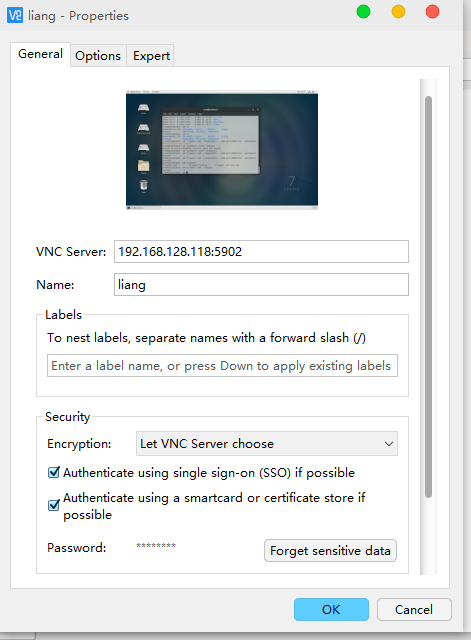 liang - Properties
General
Options
Expert
7
VNC Server:
192.168.128.118:5902
Name:
liang
Labels
To nest labels, separate names with a forward slash (/)
Enter a label name, or press Down to apply existing labels
Security
Encryption:
Let VNC Server choose
Authenticate using single sign-on (SSO) if possible
Authenticate using a smartcard or certificate store if
possible
Password:
********
Forget sensitive data
OK
Cancel